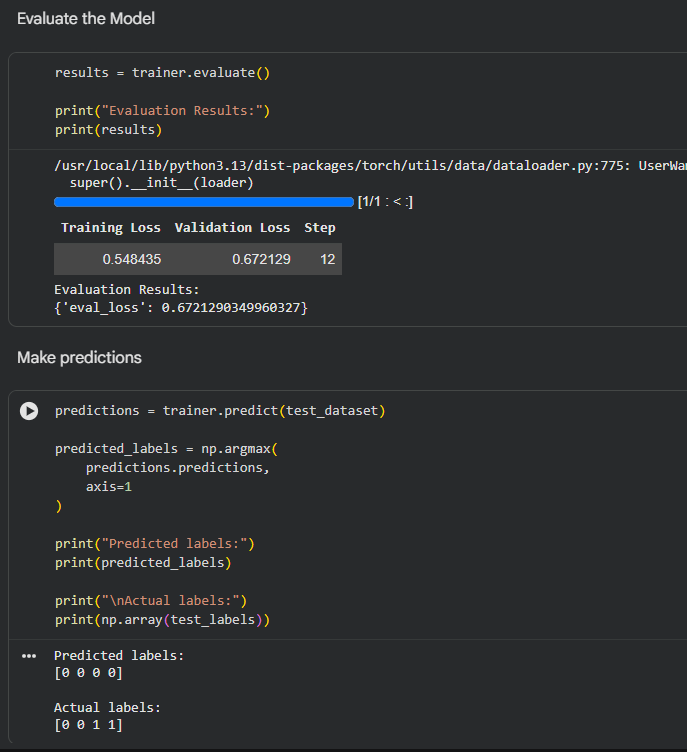 Evaluate the Model
results = trainer.evaluate()
print("Evaluation Results:")
print(results)
/usr/local/lib/python3.13/dist-packages/torch/utils/data/dataloader.py:775: UserWa
super().__init__(loader)
[1/1 : < :]
Training Loss Validation Loss Step
0.548435 0.672129 12
Evaluation Results:
{'eval_loss': 0.6721290349960327}
Make predictions
predictions = trainer.predict(test_dataset)
predicted_labels = np.argmax(
predictions.predictions,
axis=1
)
print("Predicted labels:")
print(predicted_labels)
print("\nActual labels:")
print(np.array(test_labels))
Predicted labels:
[0 0 0 0]
Actual labels:
[0 0 1 1]